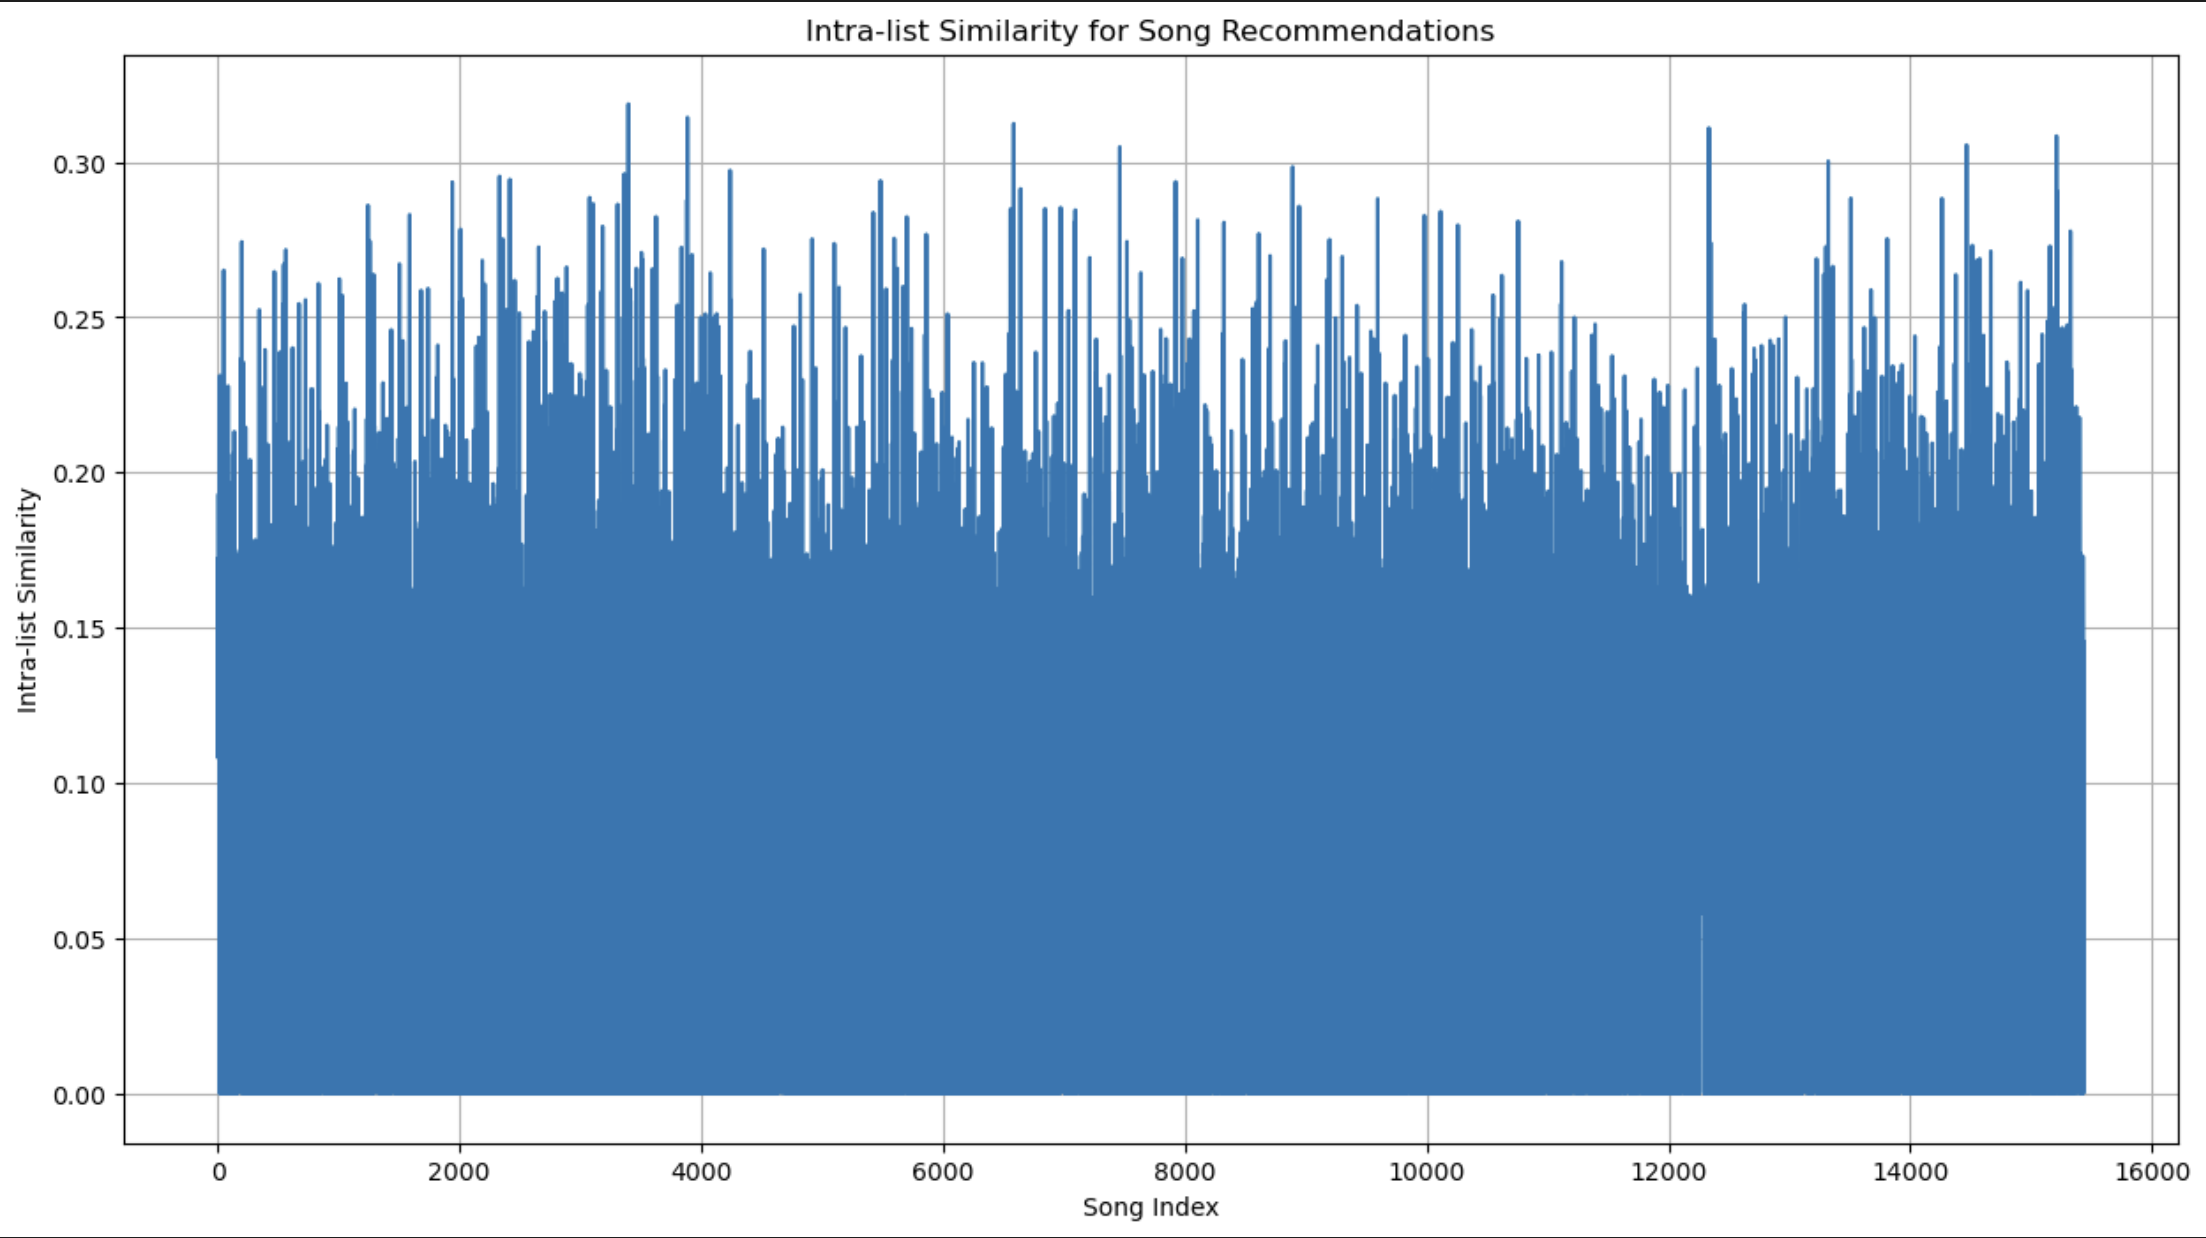 Intra-list Similarity for Song Recommendations
Intra-list Similarity
0.30
0.25
0.20
0.15
0.10
0.05
0.00
0 2000 4000 6000 8000 10000 12000 14000 16000
Song Index